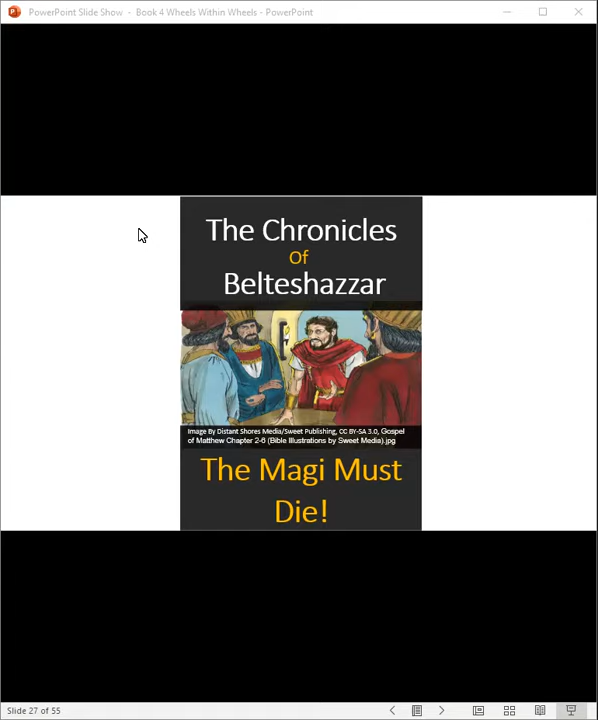 PowerPoint Slide Show - Book 4 Wheels Within Wheels - PowerPoint
The Chronicles
Of
Belteshazzar
Image By Distant Shores Media/Sweet Publishing, CC BY-SA 3.0, Gospel
of Matthew Chapter 2-6 (Bible Illustrations by Sweet Media).jpg
The Magi Must
Die!
Slide 27 of 55